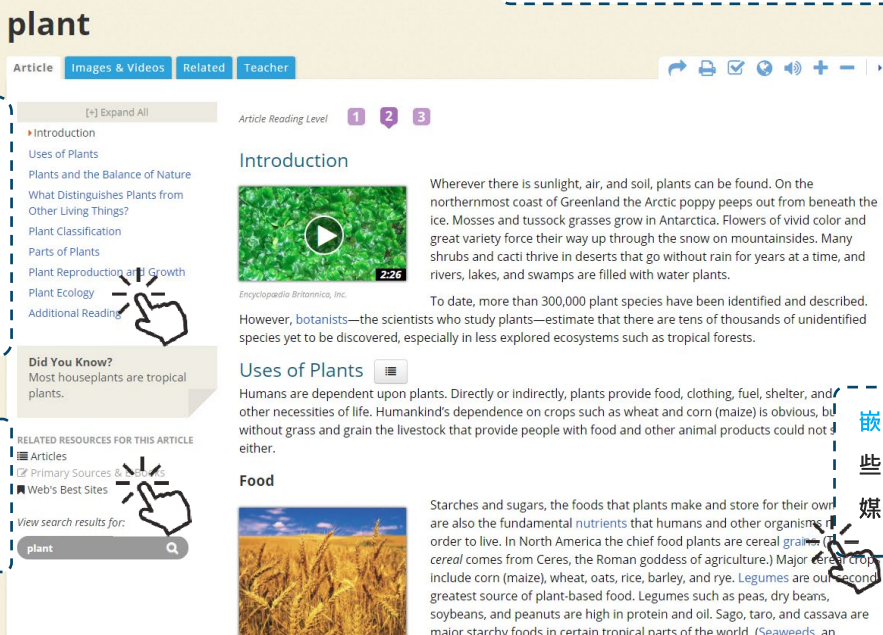 plant
Article
Images & Videos
Related
Teacher
[+] Expand All
Introduction
Uses of Plants
Plants and the Balance of Nature
What Distinguishes Plants from
Other Living Things?
Plant Classification
Parts of Plants
Plant Reproduction and Growth
Plant Ecology
Additional Reading
Did You Know?
Most houseplants are tropical
plants.
RELATED RESOURCES FOR THIS ARTICLE
Articles
Primary Sources & E-Books
Web's Best Sites
View search results for:
plant
Article Reading Level 1 2 3
Introduction
2:26
Encyclopædia Britannica, Inc.
Wherever there is sunlight, air, and soil, plants can be found. On the
northernmost coast of Greenland the Arctic poppy peeps out from beneath the
ice. Mosses and tussock grasses grow in Antarctica. Flowers of vivid color and
great variety force their way up through the snow on mountainsides. Many
shrubs and cacti thrive in deserts that go without rain for years at a time, and
rivers, lakes, and swamps are filled with water plants.
To date, more than 300,000 plant species have been identified and described.
However, botanists—the scientists who study plants—estimate that there are tens of thousands of unidentified
species yet to be discovered, especially in less explored ecosystems such as tropical forests.
Uses of Plants
Humans are dependent upon plants. Directly or indirectly, plants provide food, clothing, fuel, shelter, and
other necessities of life. Humankind's dependence on crops such as wheat and corn (maize) is obvious,
without grass and grain the livestock that provide people with food and other animal products could not
either.
Food
Starches and sugars, the foods that plants make and store for their own
are also the fundamental nutrients that humans and other organisms
order to live. In North America the chief food plants are cereal grains.
cereal comes from Ceres, the Roman goddess of agriculture.) Major cereal crops
include corn (maize), wheat, oats, rice, barley, and rye. Legumes are our second
greatest source of plant-based food. Legumes such as peas, dry beans,
soybeans, and peanuts are high in protein and oil. Sago, taro, and cassava are
major starchy foods in certain tropical parts of the world. (Seaweeds, an
嵌
些
媒